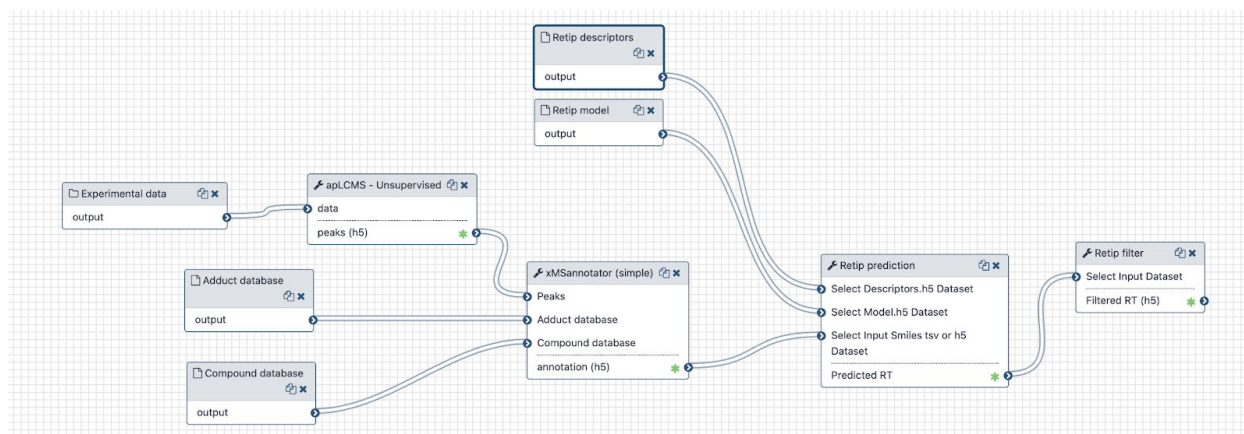 Retip descriptors
output
Retip model
output
Experimental data
output
apLCMS - Unsupervised
data
peaks (h5)
Adduct database
output
Compound database
output
xMSannotator (simple)
Peaks
Adduct database
Compound database
annotation (h5)
Retip prediction
Select Descriptors.h5 Dataset
Select Model.h5 Dataset
Select Input Smiles tsv or h5
Dataset
Predicted RT
Retip filter
Select Input Dataset
Filtered RT (h5)